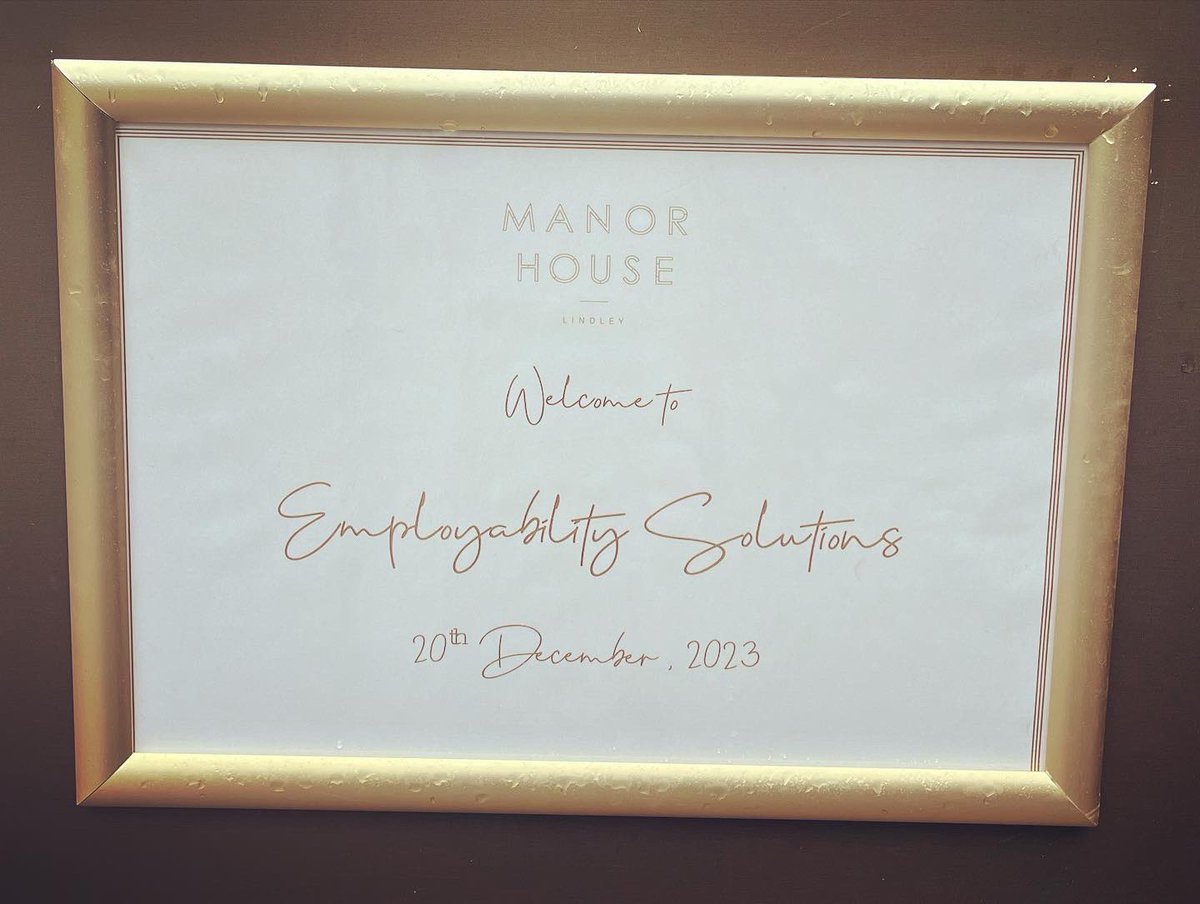 MANOR
HOUSE
LINDLEY
Welcome to
Employability Solutions
20th December, 2023